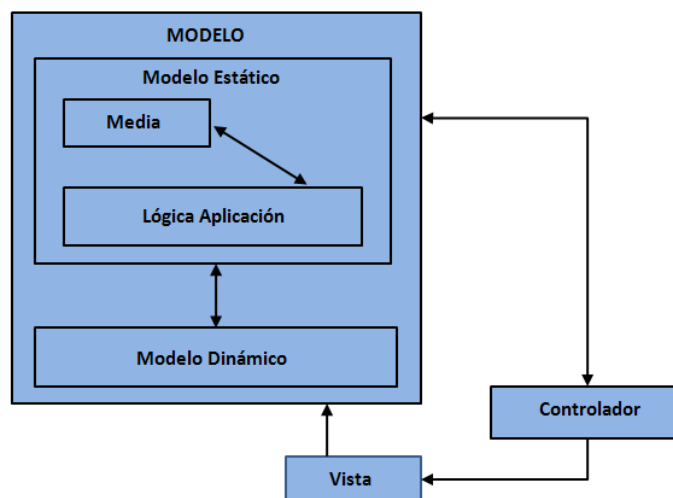 MODELO
Modelo Estático
Media
Lógica Aplicación
Modelo Dinámico
Controlador
Vista